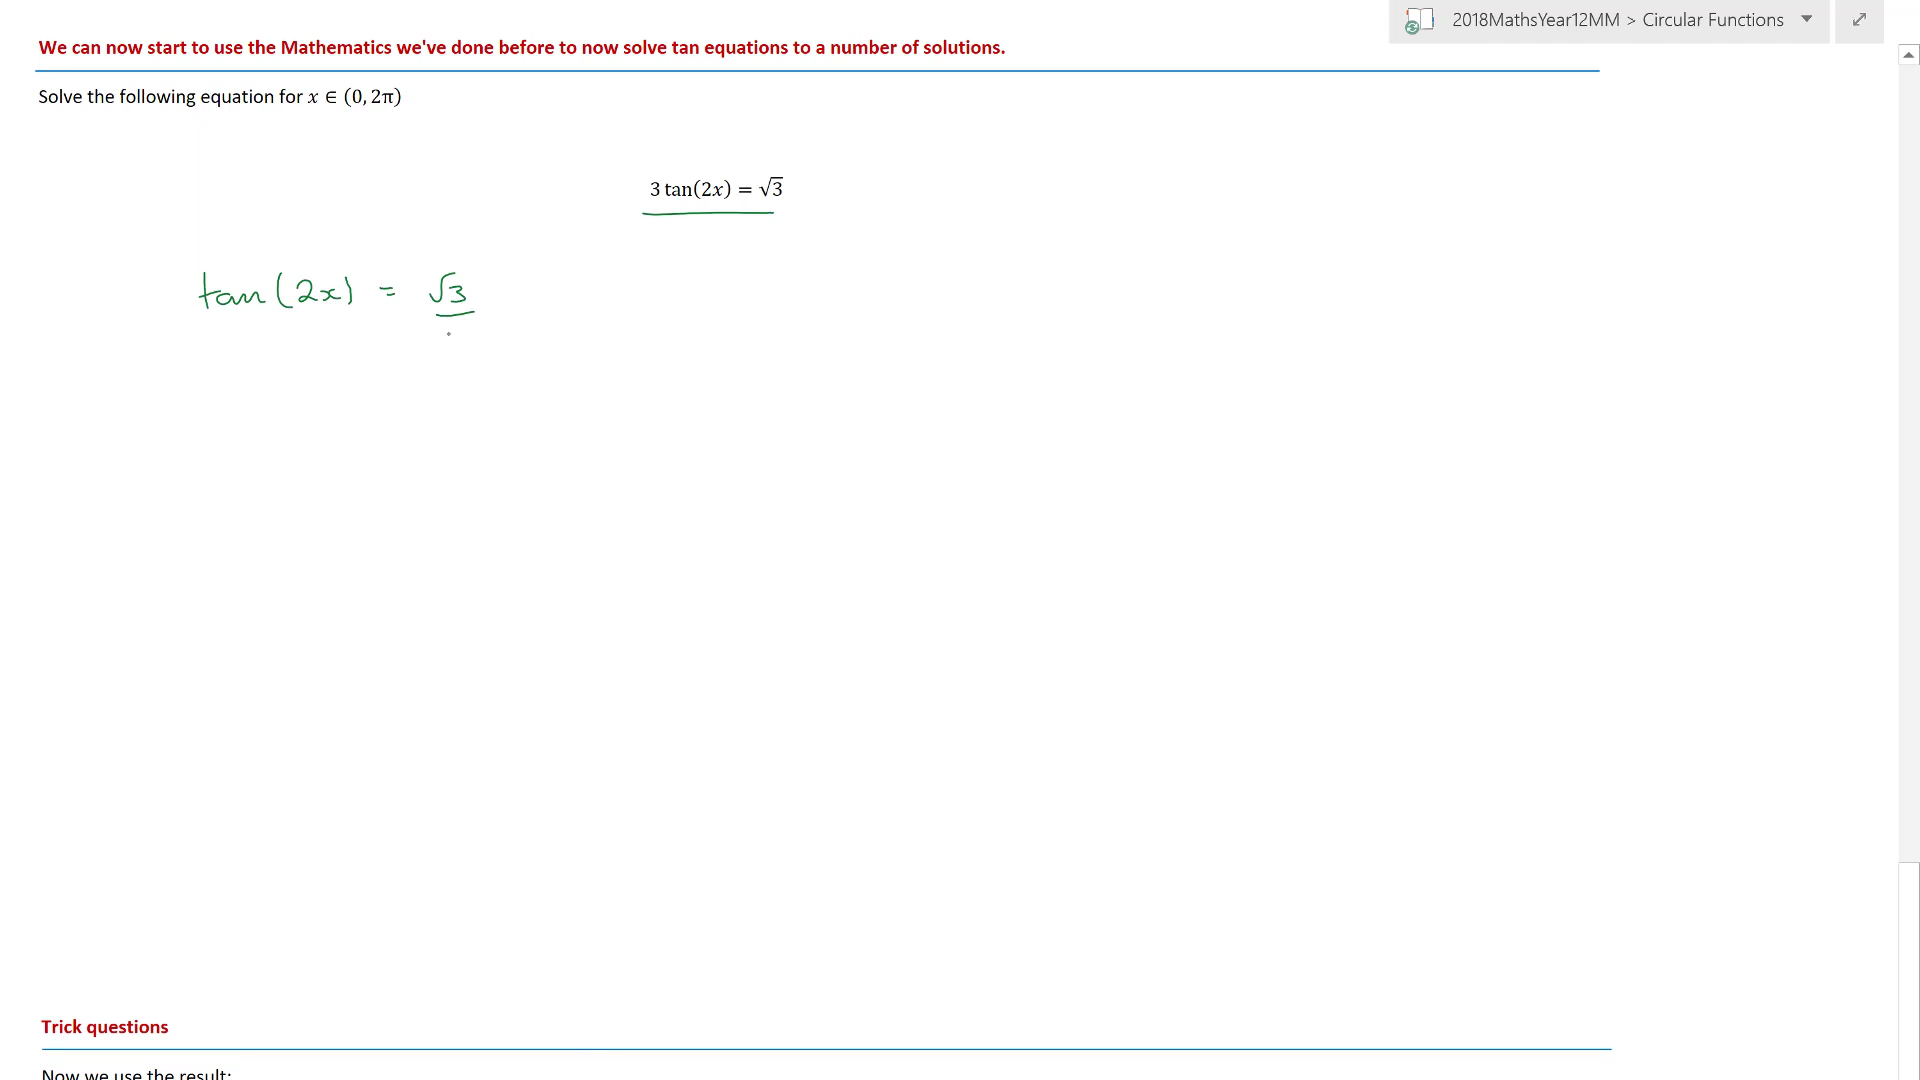 2018MathsYear12MM > Circular Functions
We can now start to use the Mathematics we've done before to now solve tan equations to a number of solutions.
Solve the following equation for x ∈ (0, 2π)
3 tan(2x) = √3
tan(2x) = √3
Trick questions
Now we use the result: